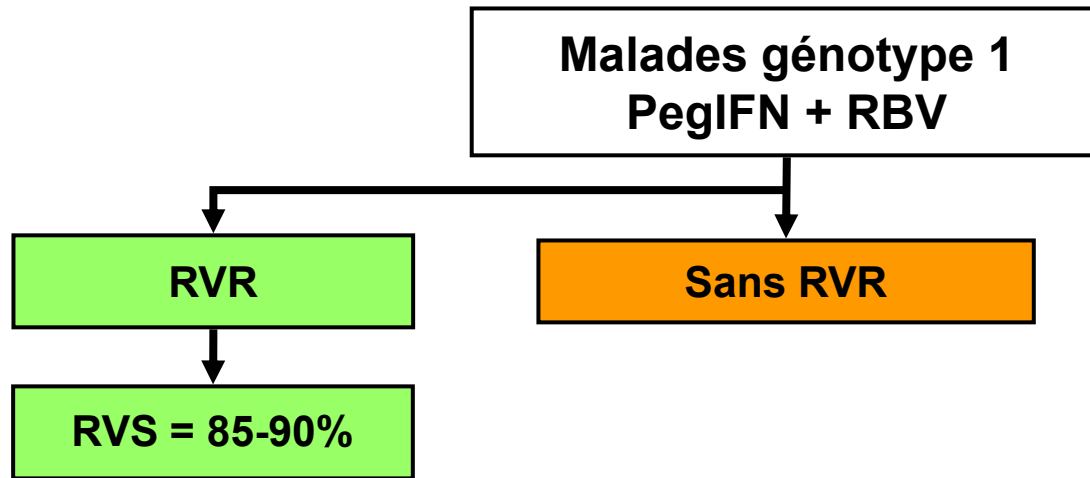 Malades génotype 1
PegIFN + RBV
RVR
Sans RVR
RVS = 85-90%